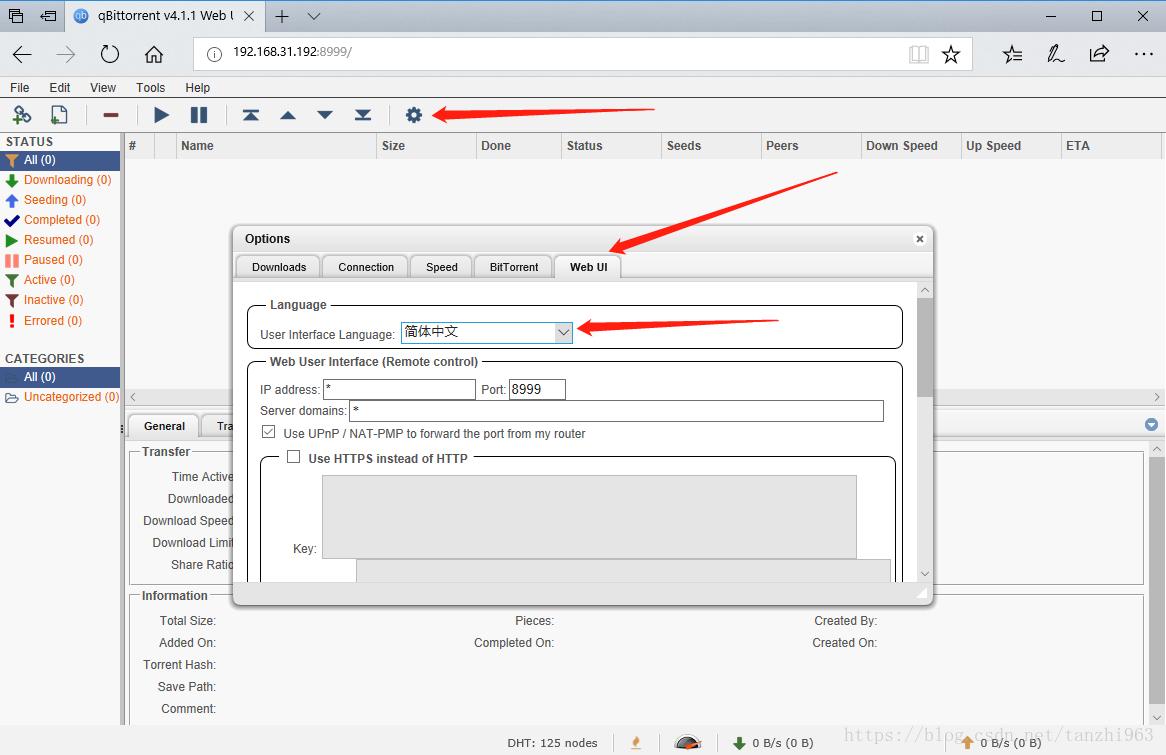 qBittorrent v4.1.1 Web U
192.168.31.192:8999/
File Edit View Tools Help
STATUS
All (0)
Downloading (0)
Seeding (0)
Completed (0)
Resumed (0)
Paused (0)
Active (0)
Inactive (0)
Errored (0)
CATEGORIES
All (0)
Uncategorized (0)
# Name Size Done Status Seeds Peers Down Speed Up Speed ETA
Options
Downloads Connection Speed BitTorrent Web UI
Language
User Interface Language: 简体中文
Web User Interface (Remote control)
IP address: * Port: 8999
Server domains: *
Use UPnP / NAT-PMP to forward the port from my router
Use HTTPS instead of HTTP
Key:
General Tra
Transfer
Time Active
Downloaded
Download Speed
Download Limit
Share Ratio
Information
Total Size: Pieces: Created By:
Added On: Completed On: Created On:
Torrent Hash:
Save Path:
Comment:
DHT: 125 nodes 0 B/s (0 B) 0 B/s (0 B)
https://blog.csdn.net/tanzhi963